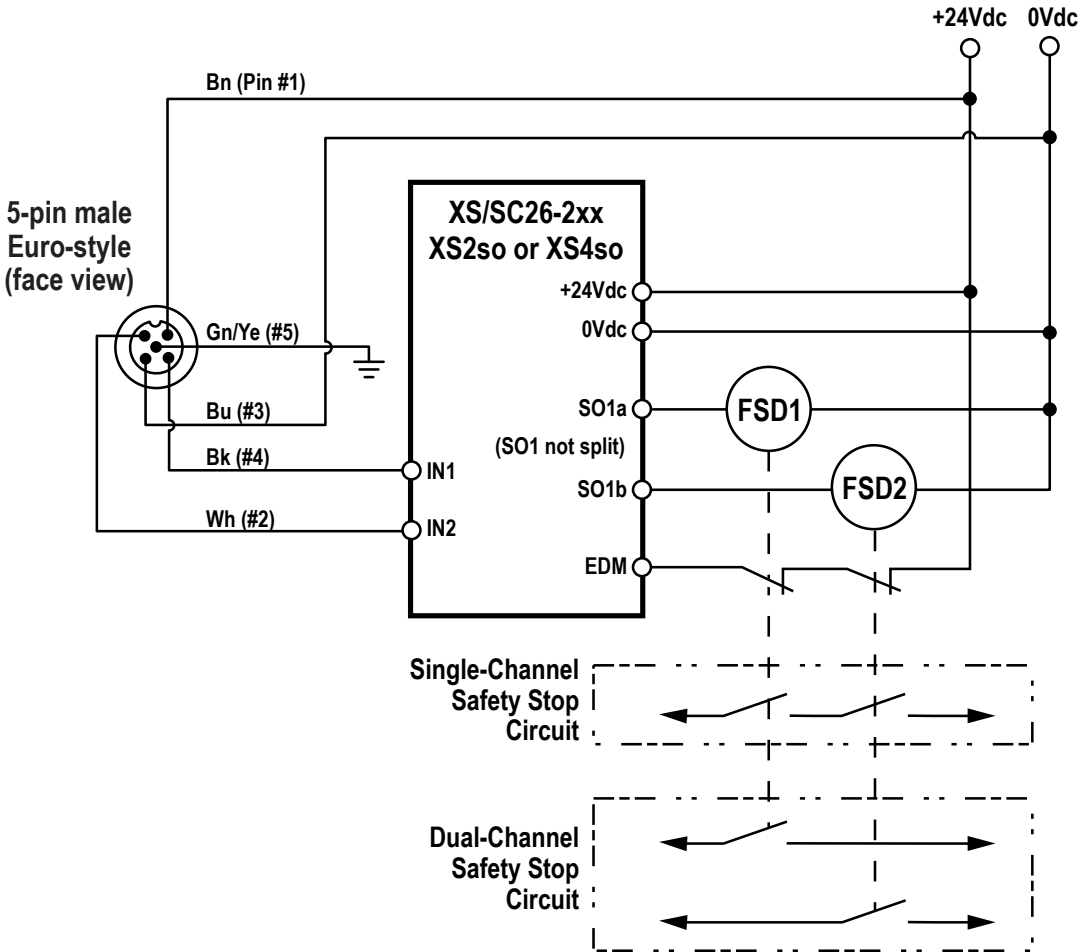 +24Vdc 0Vdc
Bn (Pin #1)
5-pin male
Euro-style
(face view)
XS/SC26-2xx
XS2so or XS4so
+24Vdc
0Vdc
Gn/Ye (#5)
SO1a
FSD1
Bu (#3)
(SO1 not split)
Bk (#4)
IN1
SO1b
FSD2
Wh (#2)
IN2
EDM
Single-Channel
Safety Stop
Circuit
Dual-Channel
Safety Stop
Circuit